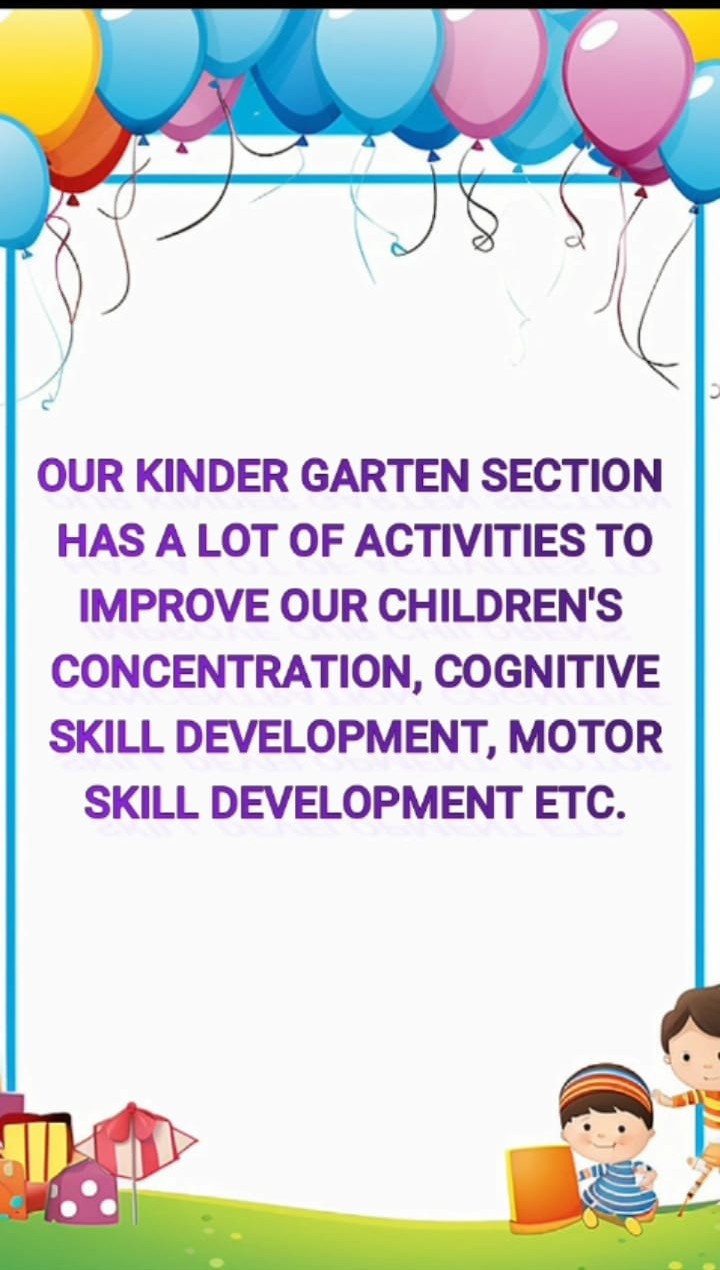 OUR KINDER GARTEN SECTION
HAS A LOT OF ACTIVITIES TO
IMPROVE OUR CHILDREN'S
CONCENTRATION, COGNITIVE
SKILL DEVELOPMENT, MOTOR
SKILL DEVELOPMENT ETC.